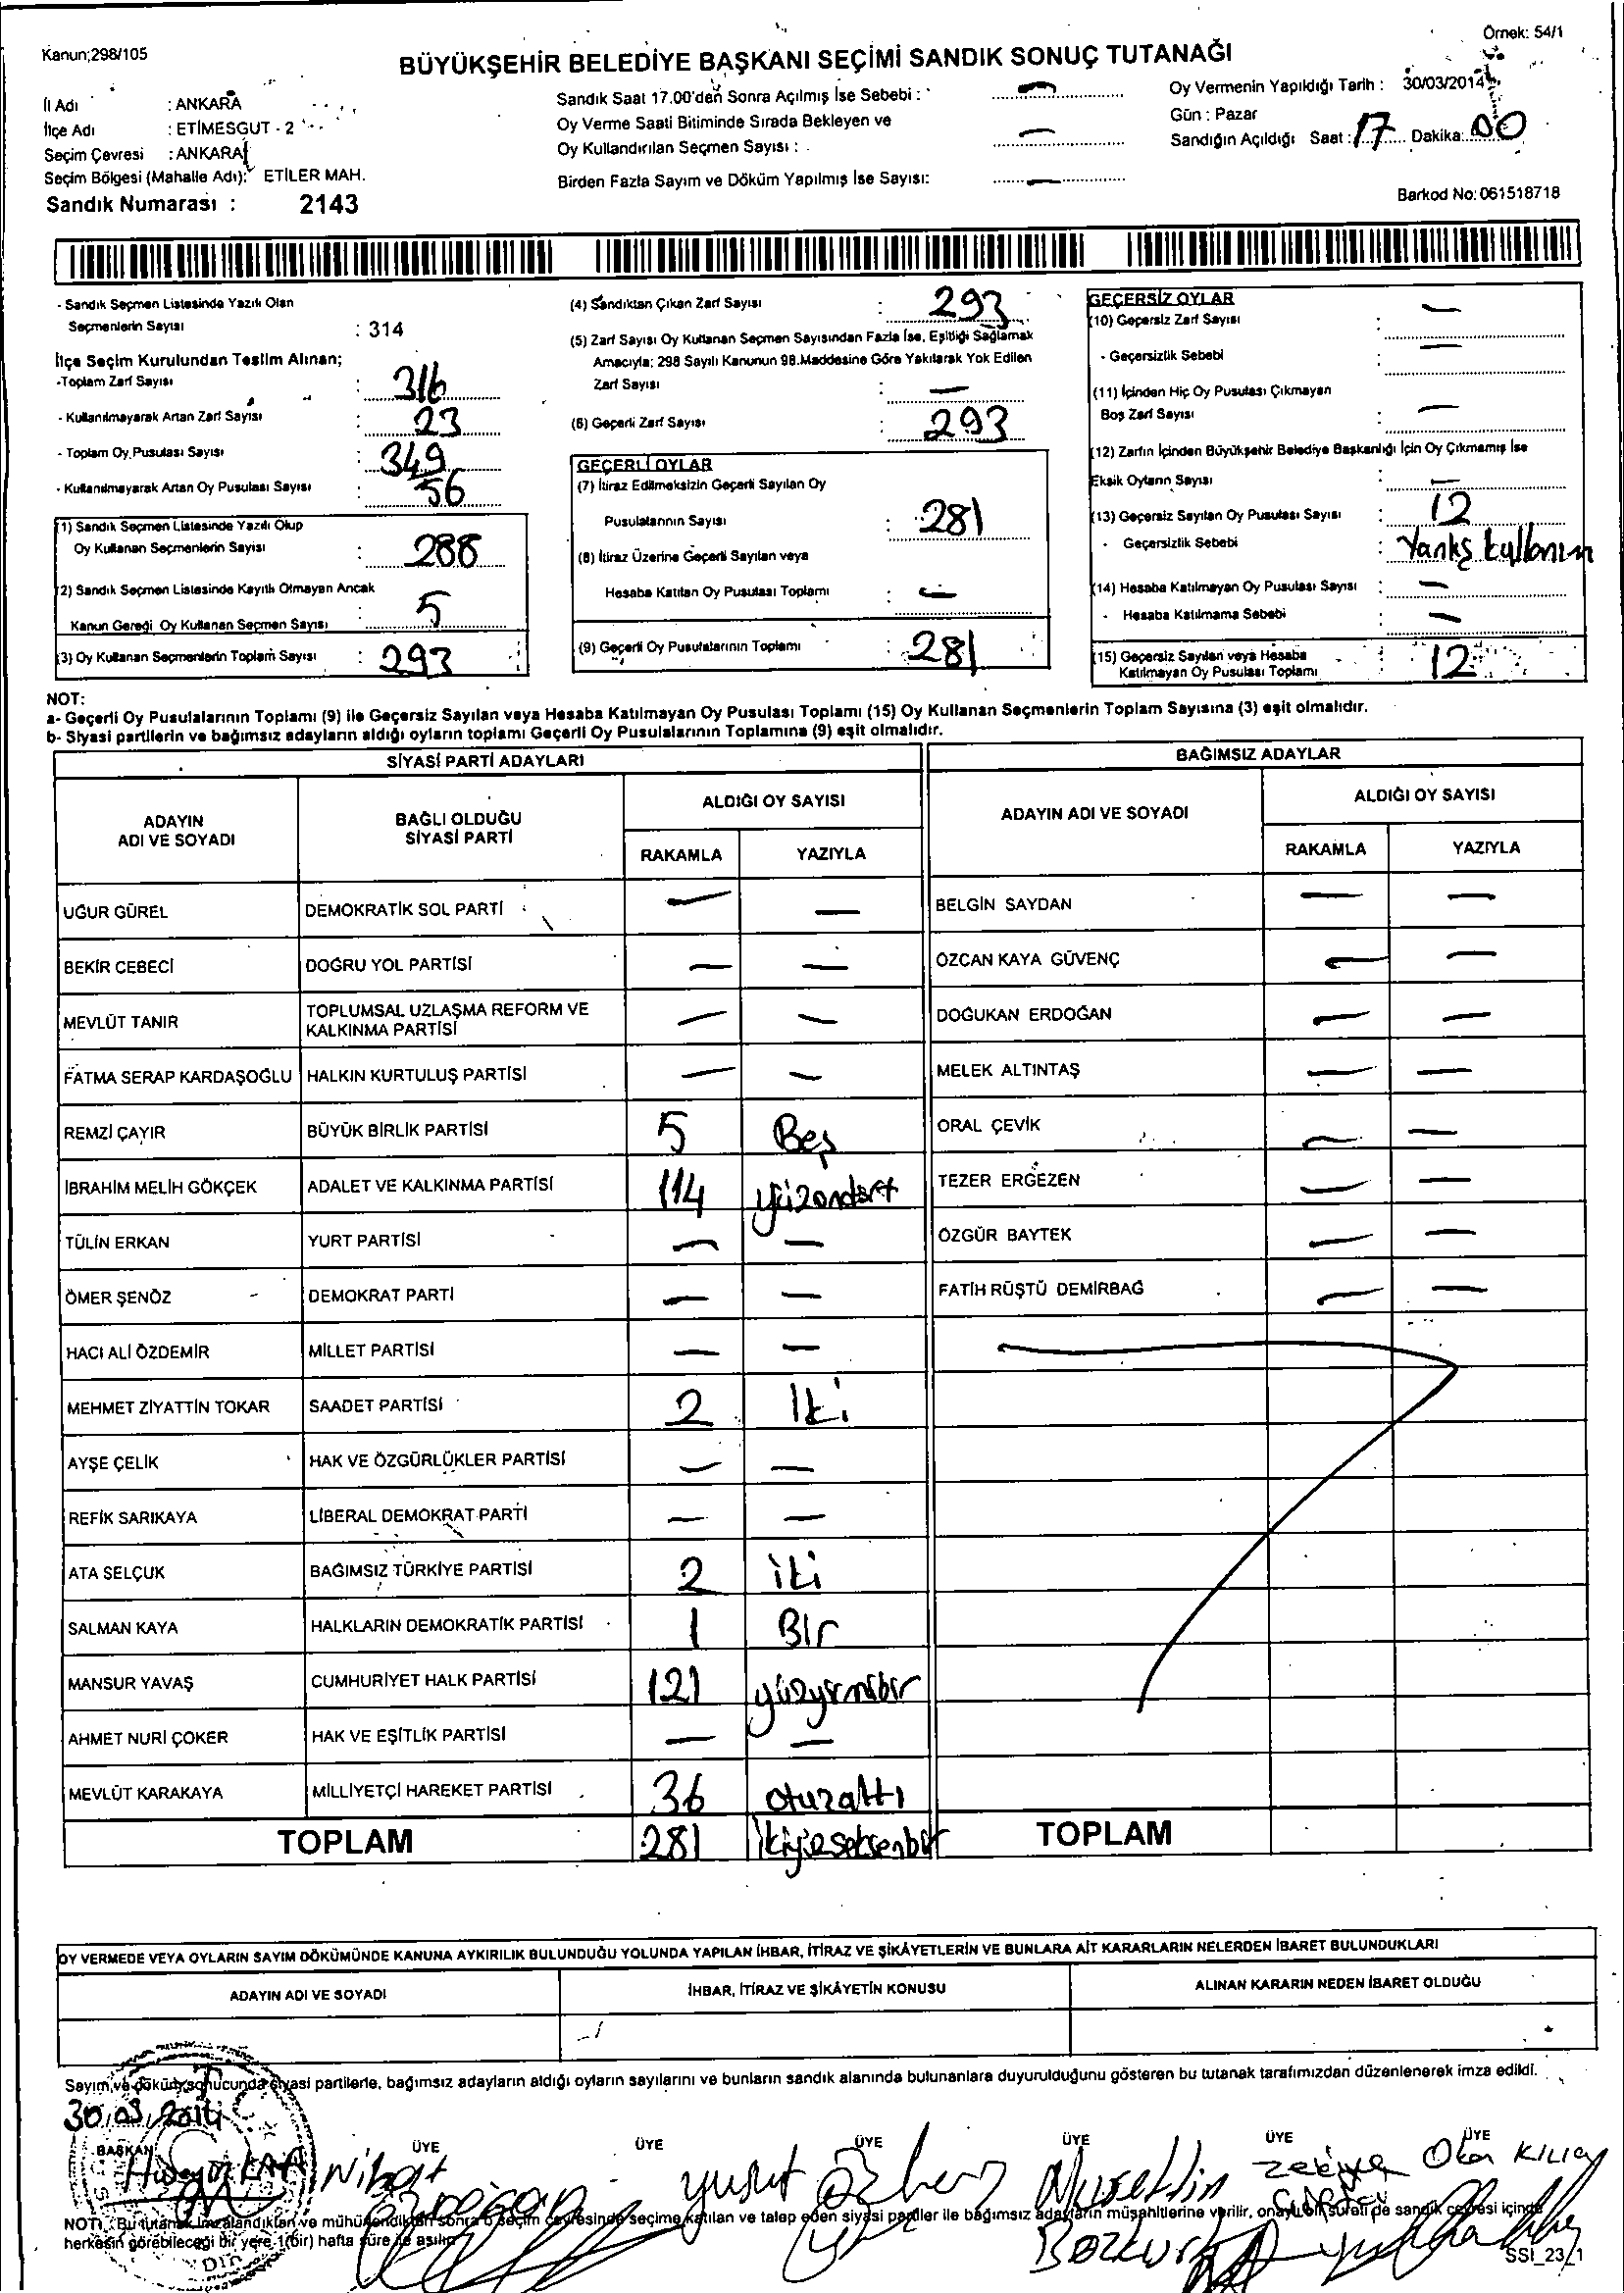 Kanun;298/105
Örnek: 54/1
BÜYÜKŞEHİR BELEDİYE BAŞKANI SEÇİMİ SANDIK SONUÇ TUTANAĞI
İl Adı : ANKARA
İlçe Adı : ETİMESGUT - 2
Seçim Çevresi : ANKARA
Seçim Bölgesi (Mahalle Adı): ETİLER MAH.
Sandık Numarası : 2143
Sandık Saat 17.00'den Sonra Açılmış İse Sebebi : —
Oy Verme Saati Bitiminde Sırada Bekleyen ve
Oy Kullandırılan Seçmen Sayısı : —
Birden Fazla Sayım ve Döküm Yapılmış İse Sayısı: —
Oy Vermenin Yapıldığı Tarih : 30/03/2014
Gün : Pazar
Sandığın Açıldığı Saat : 17 Dakika: 00
Barkod No: 061518718
- Sandık Seçmen Listesinde Yazılı Olan
Seçmenlerin Sayısı : 314
İlçe Seçim Kurulundan Teslim Alınan;
-Toplam Zarf Sayısı : 316
- Kullanılmayarak Artan Zarf Sayısı : 23
- Toplam Oy Pusulası Sayısı : 349
- Kullanılmayarak Artan Oy Pusulası Sayısı : 56
(1) Sandık Seçmen Listesinde Yazılı Olup
Oy Kullanan Seçmenlerin Sayısı : 288
(2) Sandık Seçmen Listesinde Kayıtlı Olmayan Ancak
Kanun Gereği Oy Kullanan Seçmen Sayısı : 5
(3) Oy Kullanan Seçmenlerin Toplam Sayısı : 293
(4) Sandıktan Çıkan Zarf Sayısı : 293
(5) Zarf Sayısı Oy Kullanan Seçmen Sayısından Fazla İse, Eşitliği Sağlamak
Amacıyla; 298 Sayılı Kanunun 98.Maddesine Göre Yakılarak Yok Edilen
Zarf Sayısı : —
(6) Geçerli Zarf Sayısı : 293
GEÇERLİ OYLAR
(7) İtiraz Edilmeksizin Geçerli Sayılan Oy
Pusulalarının Sayısı : 281
(8) İtiraz Üzerine Geçerli Sayılan veya
Hesaba Katılan Oy Pusulası Toplamı : —
(9) Geçerli Oy Pusulalarının Toplamı : 281
GEÇERSİZ OYLAR
(10) Geçersiz Zarf Sayısı : —
- Geçersizlik Sebebi : —
(11) İçinden Hiç Oy Pusulası Çıkmayan
Boş Zarf Sayısı : —
(12) Zarfın İçinden Büyükşehir Belediye Başkanlığı İçin Oy Çıkmamış İse
Eksik Oyların Sayısı : —
(13) Geçersiz Sayılan Oy Pusulası Sayısı : 12
- Geçersizlik Sebebi : Yanlış kullanım
(14) Hesaba Katılmayan Oy Pusulası Sayısı : —
- Hesaba Katılmama Sebebi : —
(15) Geçersiz Sayılan veya Hesaba
Katılmayan Oy Pusulası Toplamı : 12
NOT:
a- Geçerli Oy Pusulalarının Toplamı (9) ile Geçersiz Sayılan veya Hesaba Katılmayan Oy Pusulası Toplamı (15) Oy Kullanan Seçmenlerin Toplam Sayısına (3) eşit olmalıdır.
b- Siyasi partilerin ve bağımsız adayların aldığı oyların toplamı Geçerli Oy Pusulalarının Toplamına (9) eşit olmalıdır.
SİYASİ PARTİ ADAYLARI
BAĞIMSIZ ADAYLAR
ADAYIN ADI VE SOYADI
BAĞLI OLDUĞU SİYASİ PARTİ
ALDIĞI OY SAYISI
RAKAMLA YAZIYLA
ADAYIN ADI VE SOYADI
ALDIĞI OY SAYISI
RAKAMLA YAZIYLA
UĞUR GÜREL DEMOKRATİK SOL PARTİ — — BELGİN SAYDAN — —
BEKİR CEBECİ DOĞRU YOL PARTİSİ — — ÖZCAN KAYA GÜVENÇ — —
MEVLÜT TANIR TOPLUMSAL UZLAŞMA REFORM VE KALKINMA PARTİSİ — — DOĞUKAN ERDOĞAN — —
FATMA SERAP KARDAŞOĞLU HALKIN KURTULUŞ PARTİSİ — — MELEK ALTINTAŞ — —
REMZİ ÇAYIR BÜYÜK BİRLİK PARTİSİ 5 Beş ORAL ÇEVİK — —
İBRAHİM MELİH GÖKÇEK ADALET VE KALKINMA PARTİSİ 114 yüzondört TEZER ERGEZEN — —
TÜLİN ERKAN YURT PARTİSİ — — ÖZGÜR BAYTEK — —
ÖMER ŞENÖZ DEMOKRAT PARTİ — — FATİH RÜŞTÜ DEMİRBAĞ — —
HACI ALİ ÖZDEMİR MİLLET PARTİSİ — —
MEHMET ZİYATTİN TOKAR SAADET PARTİSİ 2 İki
AYŞE ÇELİK HAK VE ÖZGÜRLÜKLER PARTİSİ — —
REFİK SARIKAYA LİBERAL DEMOKRAT PARTİ — —
ATA SELÇUK BAĞIMSIZ TÜRKİYE PARTİSİ 2 iki
SALMAN KAYA HALKLARIN DEMOKRATİK PARTİSİ 1 Bir
MANSUR YAVAŞ CUMHURİYET HALK PARTİSİ 121 yüzyirmibir
AHMET NURİ ÇOKER HAK VE EŞİTLİK PARTİSİ — —
MEVLÜT KARAKAYA MİLLİYETÇİ HAREKET PARTİSİ 36 otuzaltı
TOPLAM 281 ikiyüzseksenbir TOPLAM
OY VERMEDE VEYA OYLARIN SAYIM DÖKÜMÜNDE KANUNA AYKIRILIK BULUNDUĞU YOLUNDA YAPILAN İHBAR, İTİRAZ VE ŞİKÂYETLERİN VE BUNLARA AİT KARARLARIN NELERDEN İBARET BULUNDUKLARI
ADAYIN ADI VE SOYADI İHBAR, İTİRAZ VE ŞİKÂYETİN KONUSU ALINAN KARARIN NEDEN İBARET OLDUĞU
Sayım ve döküm sonucunda siyasi partilerle, bağımsız adayların aldığı oyların sayılarını ve bunların sandık alanında bulunanlara duyurulduğunu gösteren bu tutanak tarafımızdan düzenlenerek imza edildi.
30.03.2014
BAŞKAN ÜYE ÜYE ÜYE ÜYE ÜYE ÜYE
Nihat yusuf Nurettin zekiye Oka KILIÇ
Bozkurt
NOT: Bu tutanak imzalandıktan ve mühürlendikten sonra o seçim çevresinde seçime katılan ve talep eden siyasi partiler ile bağımsız adayların müşahitlerine verilir, onaylı bir sureti de sandık çevresi içinde
herkesin görebileceği bir yere 1(bir) hafta süre ile asılır.
SSI_23_1